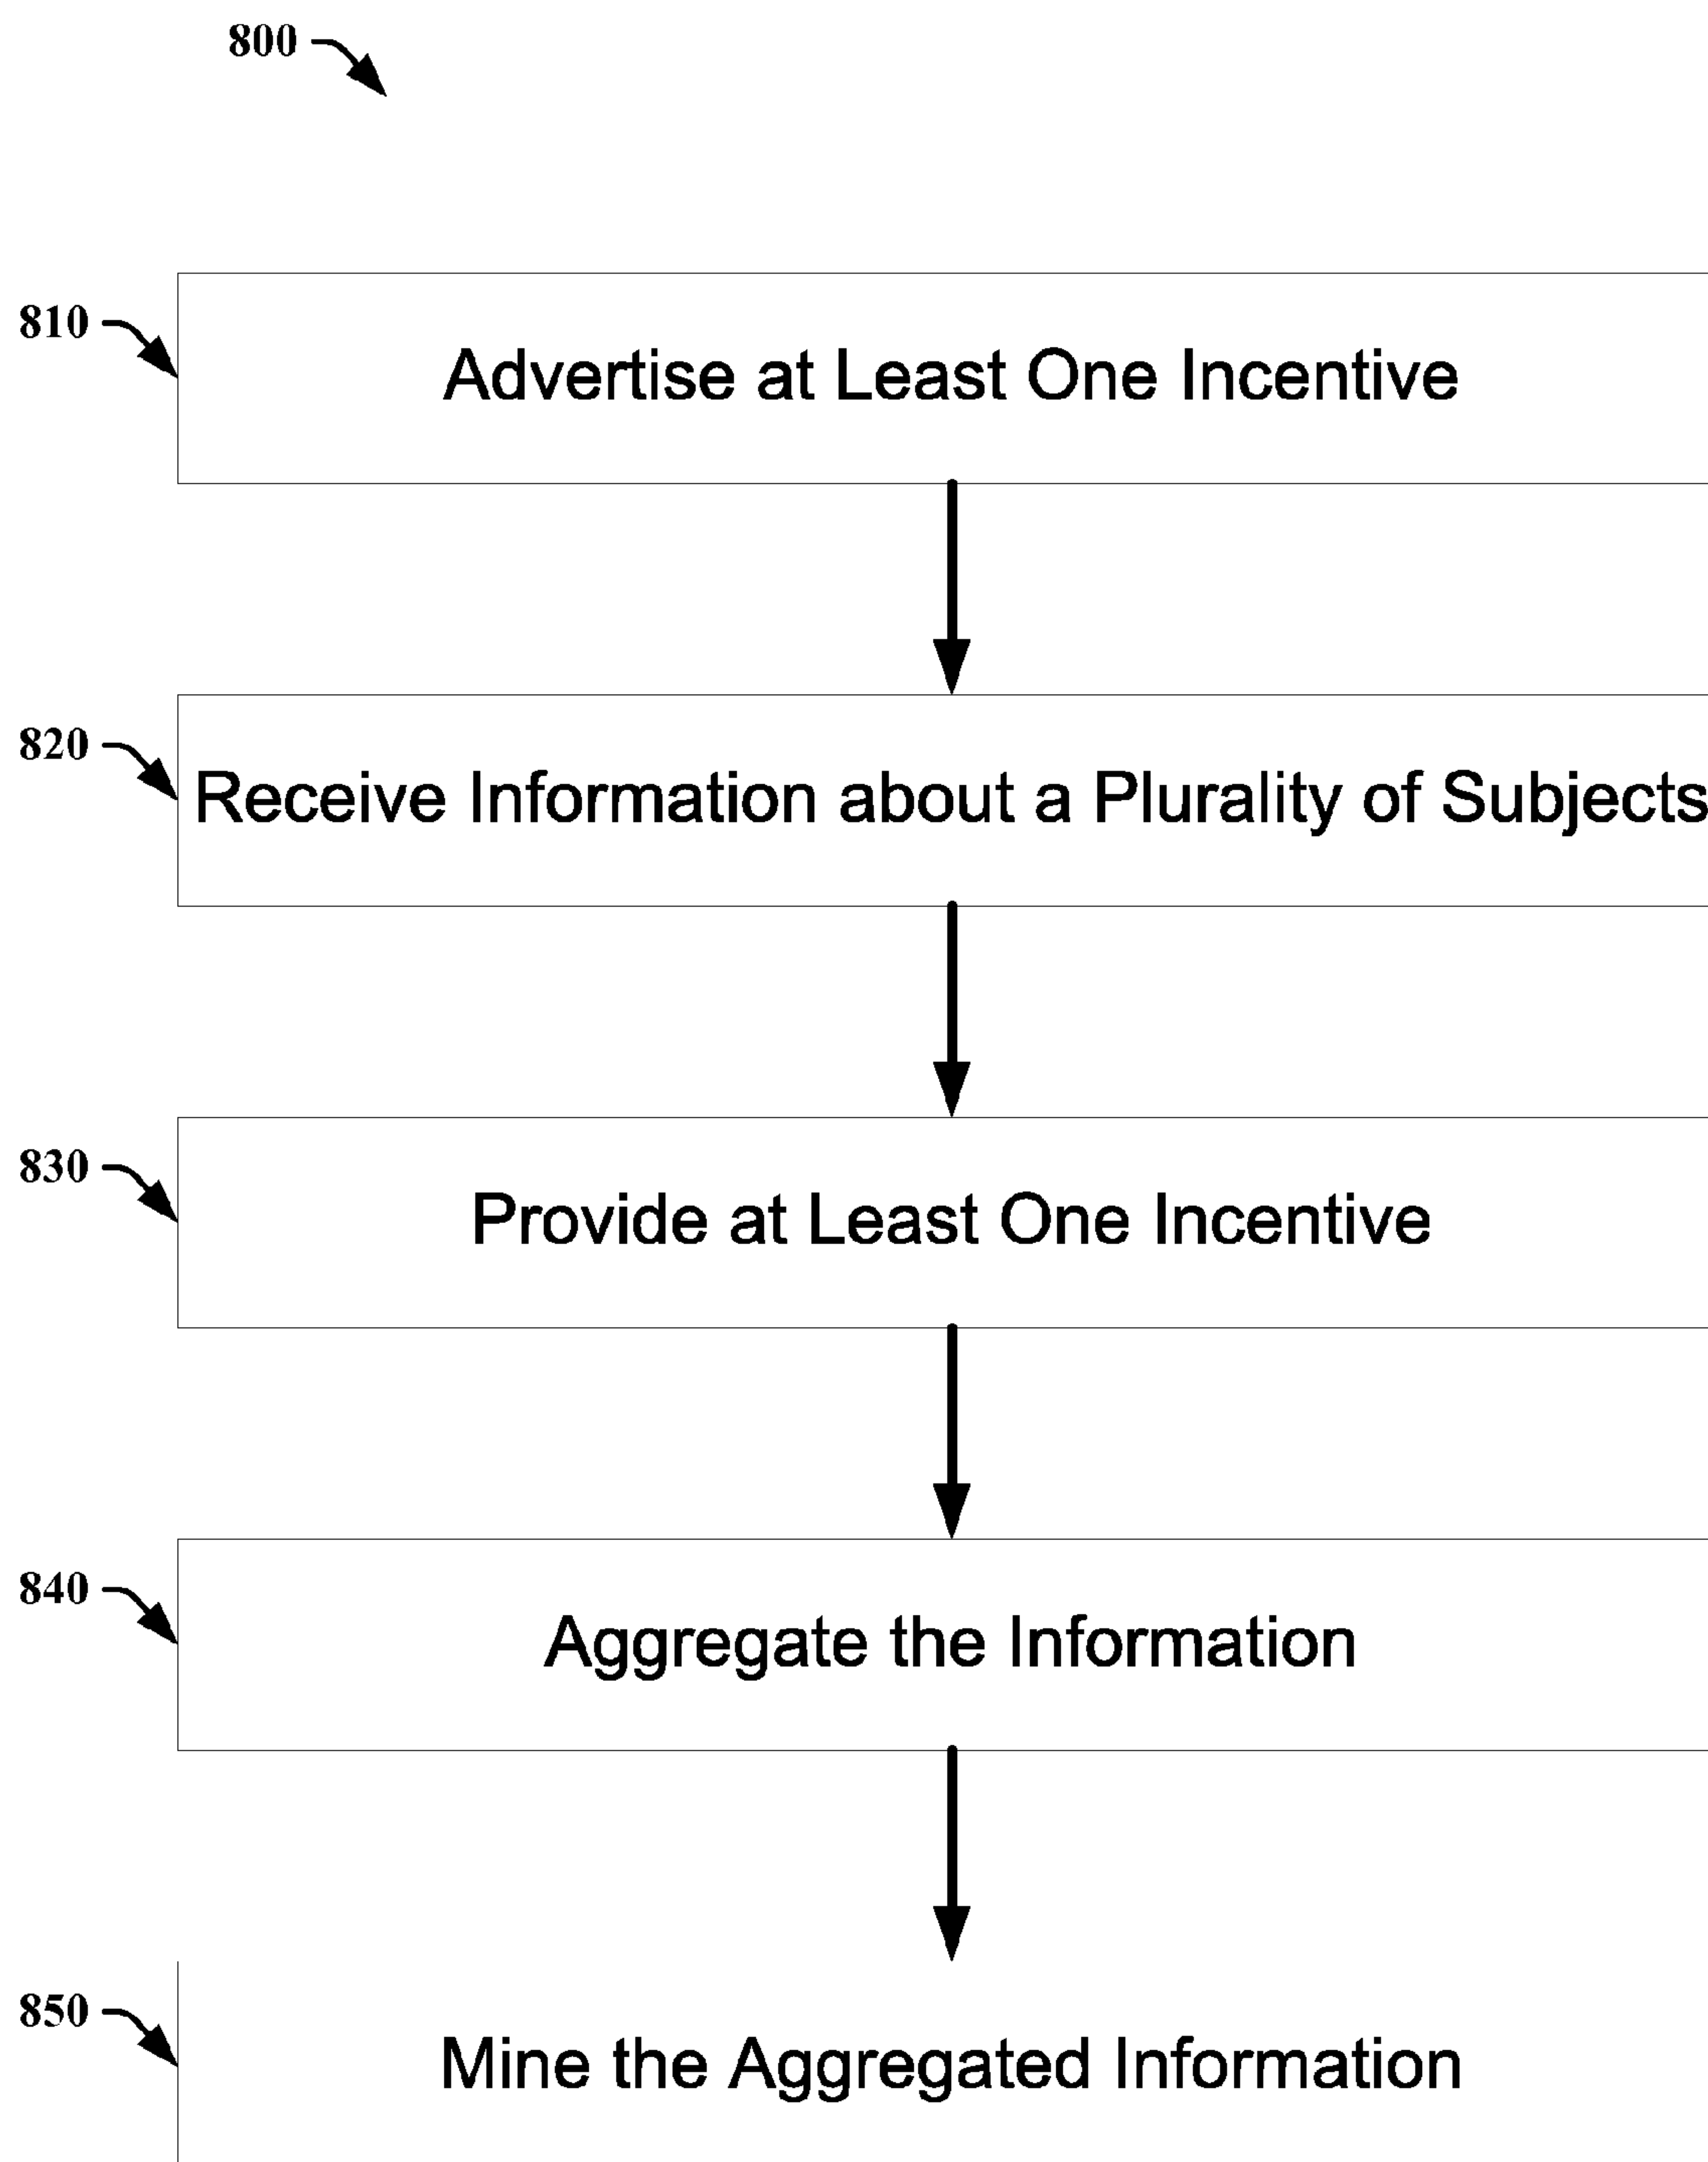 800
810
Advertise at Least One Incentive
820
Receive Information about a Plurality of Subjects
830
Provide at Least One Incentive
840
Aggregate the Information
850
Mine the Aggregated Information